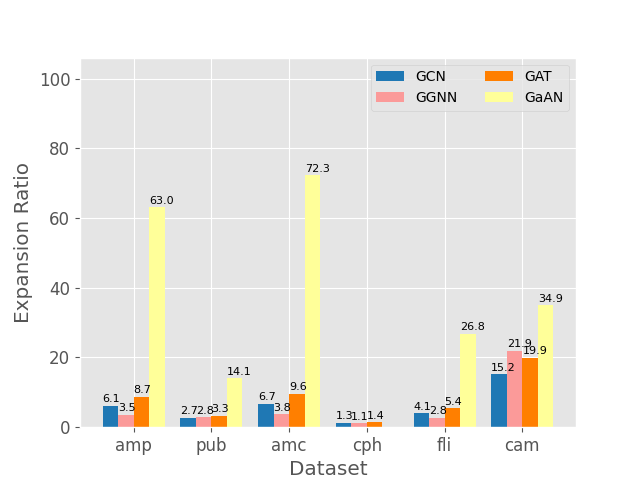 GCN GAT
GGNN GaAN
Expansion Ratio
100
80
60
40
20
0
6.1 3.5 8.7 63.0
2.7 2.8 3.3 14.1
6.7 3.8 9.6 72.3
1.3 1.1 1.4
4.1 2.8 5.4 26.8
15.2 21.9 19.9 34.9
amp pub amc cph fli cam
Dataset